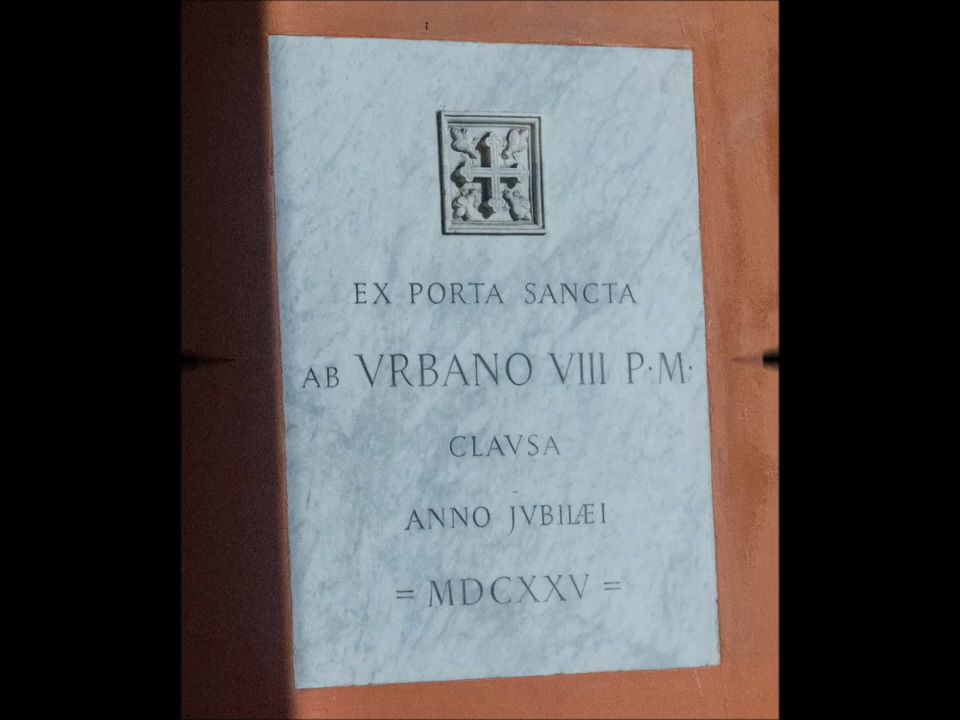 EX PORTA SANCTA
AB VRBANO VIII P·M·
CLAVSA
ANNO JVBILÆI
= MDCXXV =